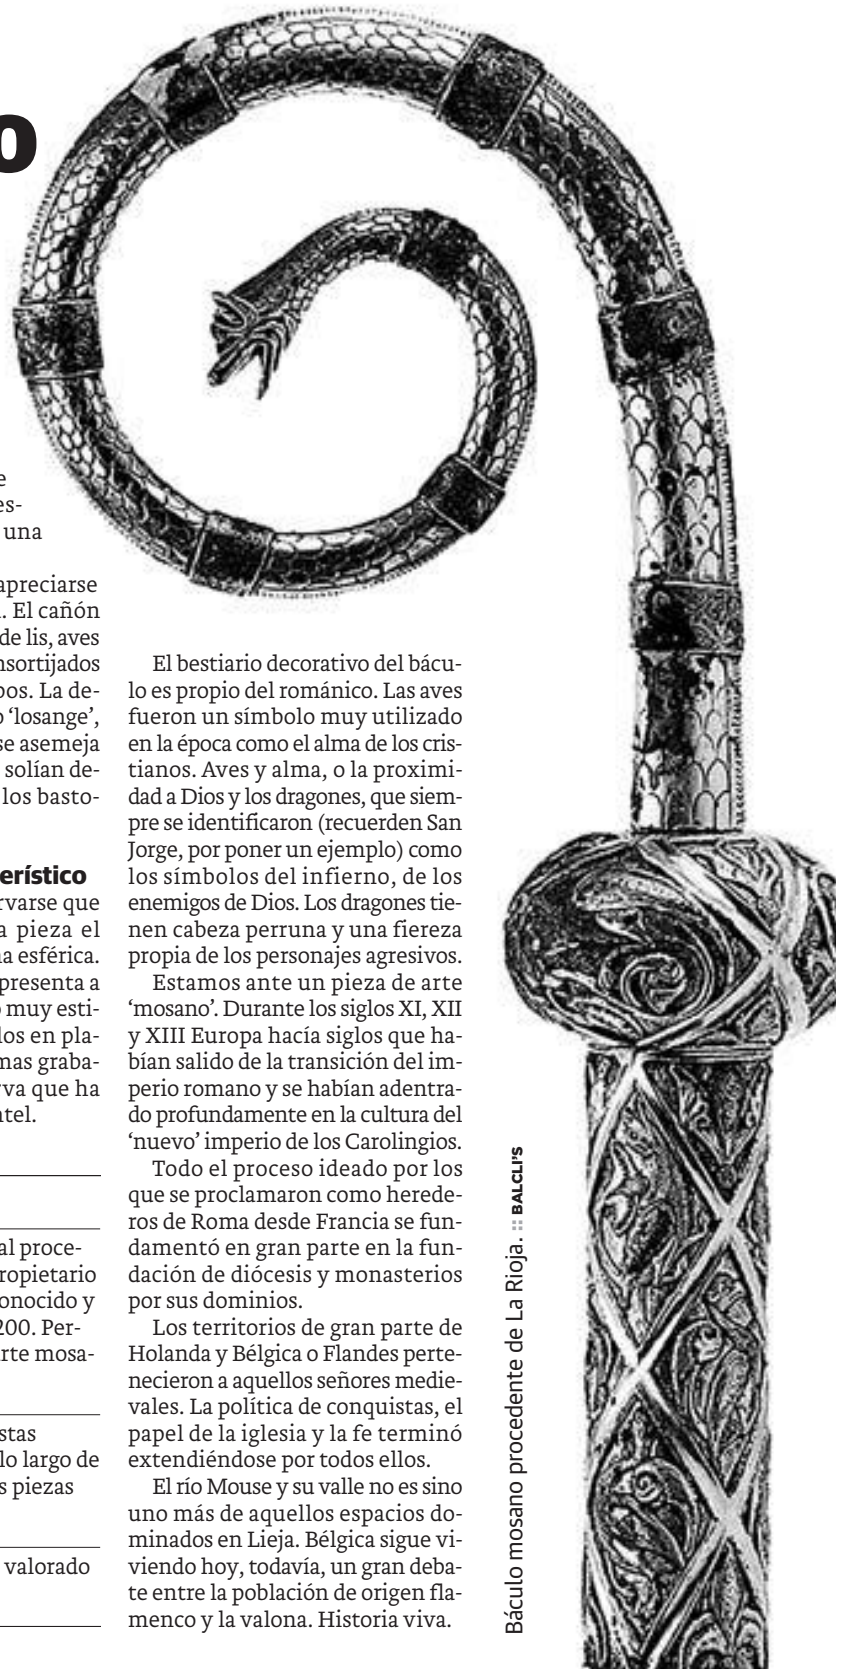 o
e
es-
una
apreciarse
. El cañón
de lis, aves
nsortijados
pos. La de-
o ‘losange’,
se asemeja
solían de-
los basto-
erístico
rvarse que
a pieza el
na esférica.
presenta a
o muy esti-
los en pla-
mas graba-
rva que ha
ntel.
al proce-
ropietario
onocido y
200. Per-
rte mosa-
stas
lo largo de
s piezas
valorado
El bestiario decorativo del bácu-
lo es propio del románico. Las aves
fueron un símbolo muy utilizado
en la época como el alma de los cris-
tianos. Aves y alma, o la proximi-
dad a Dios y los dragones, que siem-
pre se identificaron (recuerden San
Jorge, por poner un ejemplo) como
los símbolos del infierno, de los
enemigos de Dios. Los dragones tie-
nen cabeza perruna y una fiereza
propia de los personajes agresivos.
Estamos ante un pieza de arte
‘mosano’. Durante los siglos XI, XII
y XIII Europa hacía siglos que ha-
bían salido de la transición del im-
perio romano y se habían adentra-
do profundamente en la cultura del
‘nuevo’ imperio de los Carolingios.
Todo el proceso ideado por los
que se proclamaron como herede-
ros de Roma desde Francia se fun-
damentó en gran parte en la fun-
dación de diócesis y monasterios
por sus dominios.
Los territorios de gran parte de
Holanda y Bélgica o Flandes perte-
necieron a aquellos señores medie-
vales. La política de conquistas, el
papel de la iglesia y la fe terminó
extendiéndose por todos ellos.
El río Mouse y su valle no es sino
uno más de aquellos espacios do-
minados en Lieja. Bélgica sigue vi-
viendo hoy, todavía, un gran deba-
te entre la población de origen fla-
menco y la valona. Historia viva.
Báculo mosano procedente de La Rioja. :: BALCLI’S